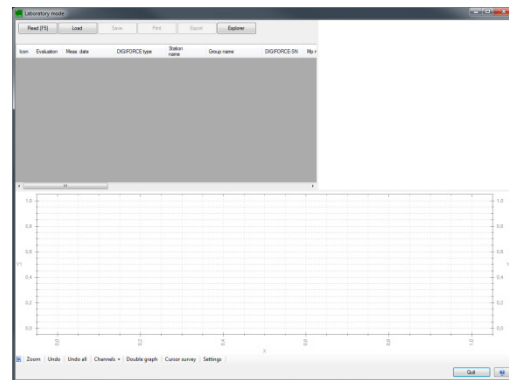 Laboratory mode
Read (F5) Load Save Print Export Explorer
Icon Evaluation Meas. date DIGIFORCE type Station name Group name DIGIFORCE SN
1.0 1.0
0.8 0.8
0.6 0.6
0.4 0.4
0.2 0.2
0.0 0.0
0.0 0.2 0.4 0.6 0.8 1.0
X
Zoom Undo Undo all Channels Double graph Cursor survey Settings
Quit